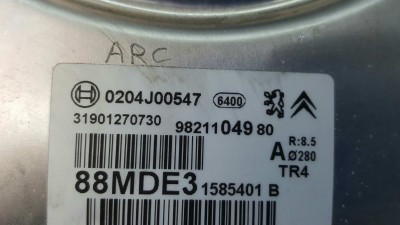 ARC
0204J00547 6400
31901270730
9821104980
R:8.5
A Ø280
TR4
88MDE3 1585401 B